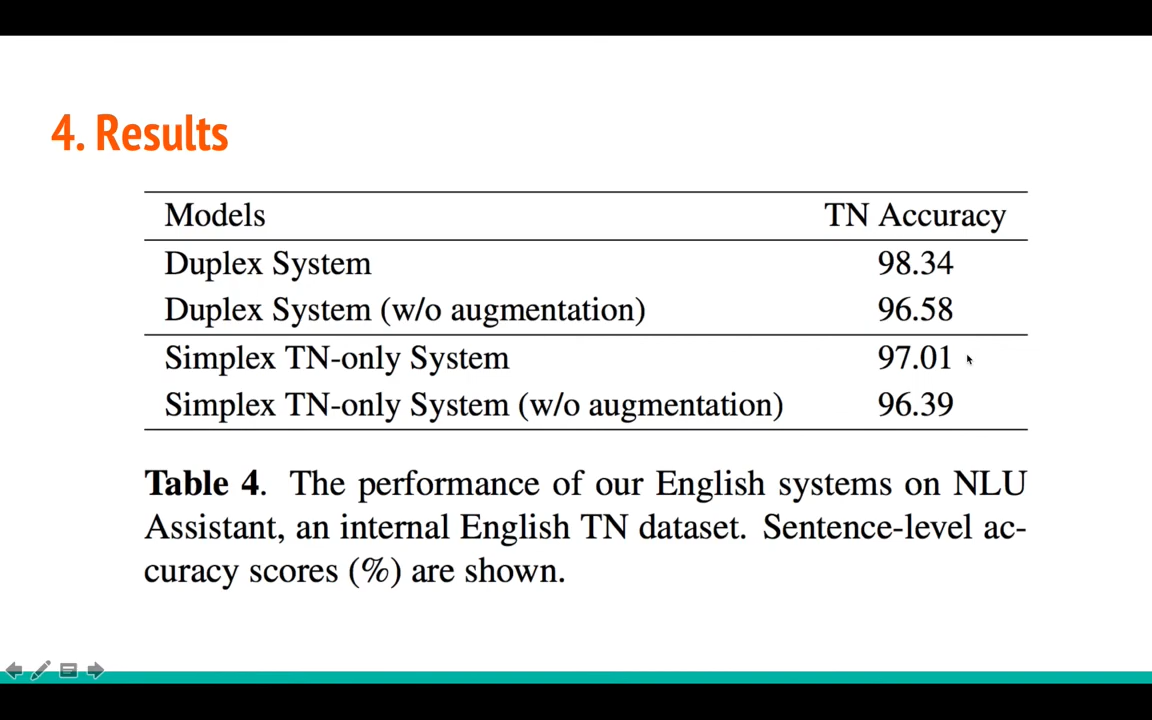 4. Results
Models TN Accuracy
Duplex System 98.34
Duplex System (w/o augmentation) 96.58
Simplex TN-only System 97.01
Simplex TN-only System (w/o augmentation) 96.39
Table 4. The performance of our English systems on NLU
Assistant, an internal English TN dataset. Sentence-level ac-
curacy scores (%) are shown.